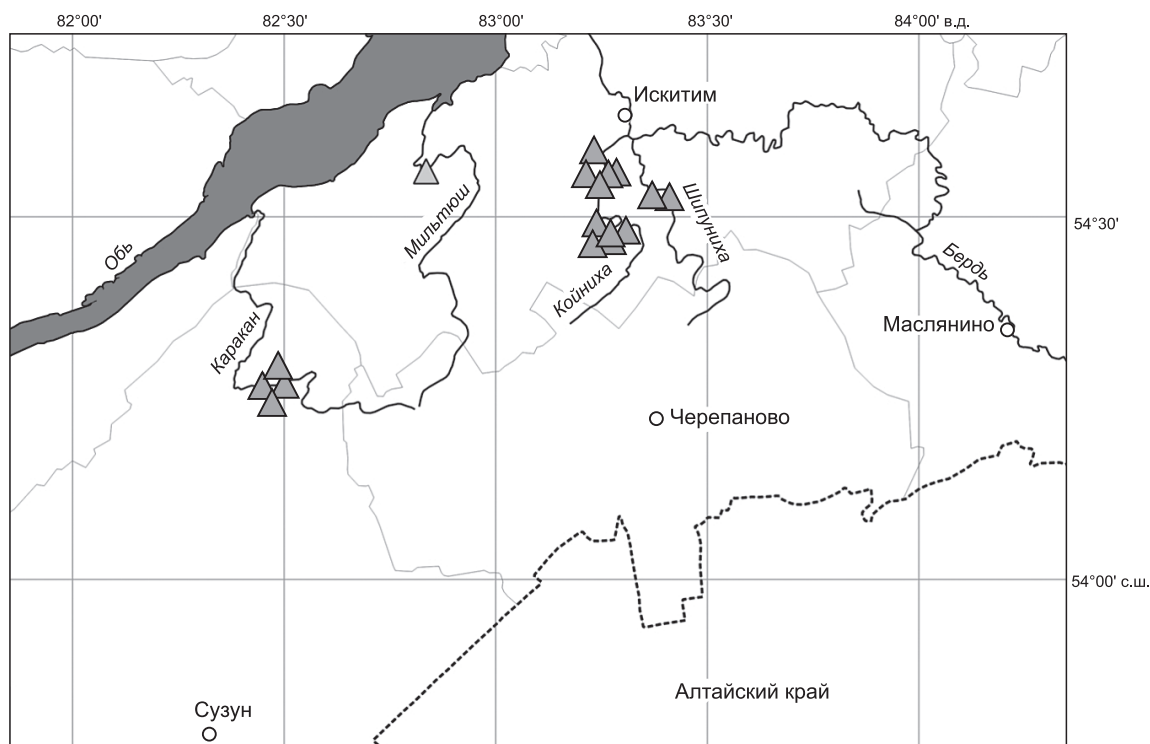 82°00'
82°30'
83°00'
83°30'
84°00' в.д.
Искитим
Шипуниха
Мильтюш
54°30'
Обь
Бердь
Койниха
Маслянино
Каракан
Черепаново
54°00' с.ш.
Алтайский край
Сузун